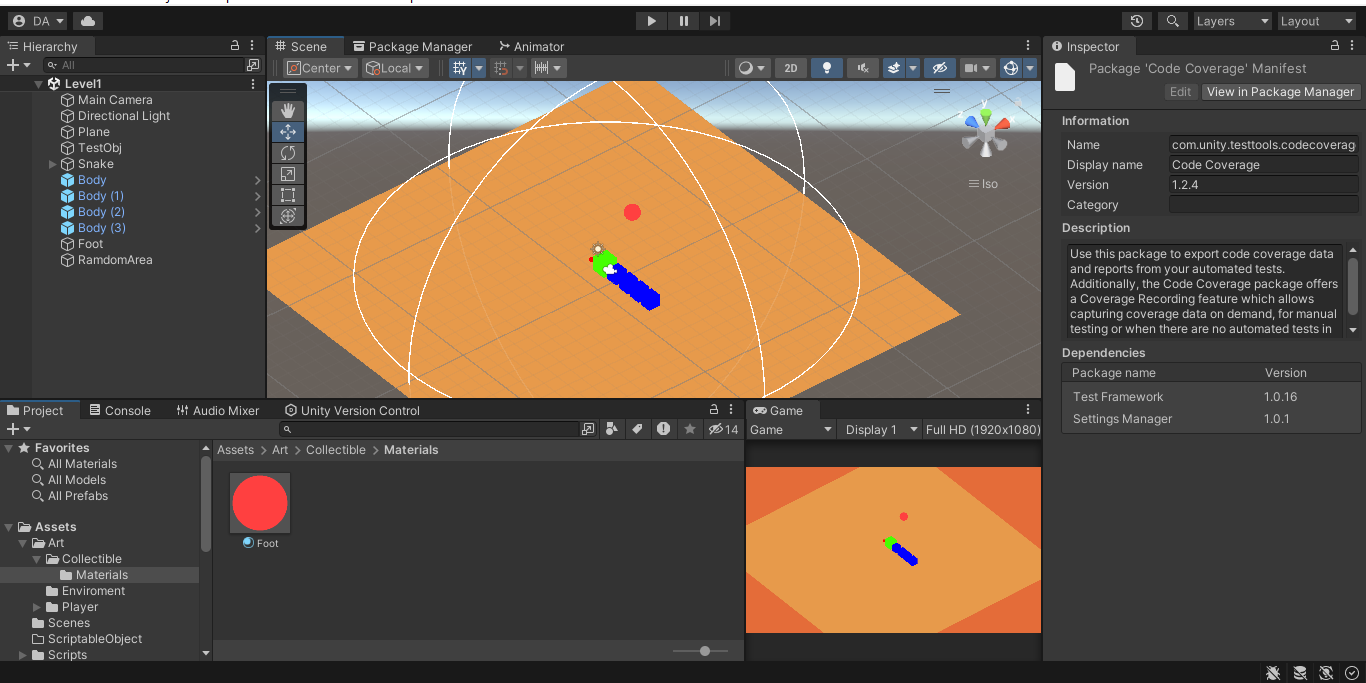 DA
Layers
Layout
Hierarchy
All
Level1
Main Camera
Directional Light
Plane
TestObj
Snake
Body
Body (1)
Body (2)
Body (3)
Foot
RamdomArea
Scene
Package Manager
Animator
Center
Local
2D
y
Iso
Inspector
Package 'Code Coverage' Manifest
Edit
View in Package Manager
Information
Name
com.unity.testtools.codecoverag
Display name
Code Coverage
Version
1.2.4
Category
Description
Use this package to export code coverage data
and reports from your automated tests.
Additionally, the Code Coverage package offers
a Coverage Recording feature which allows
capturing coverage data on demand, for manual
testing or when there are no automated tests in
Dependencies
Package name
Version
Test Framework
1.0.16
Settings Manager
1.0.1
Project
Console
Audio Mixer
Unity Version Control
14
Favorites
All Materials
All Models
All Prefabs
Assets
Art
Collectible
Materials
Enviroment
Player
Scenes
ScriptableObject
Scripts
Assets > Art > Collectible > Materials
Foot
Game
Game
Display 1
Full HD (1920x1080)